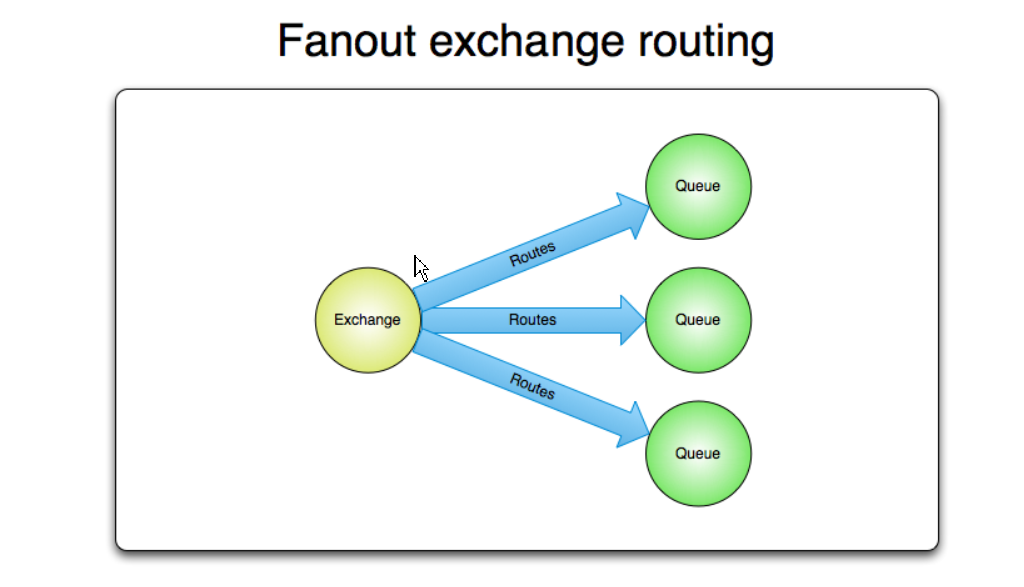 Fanout exchange routing
Queue
Routes
Exchange
Routes
Queue
Routes
Queue